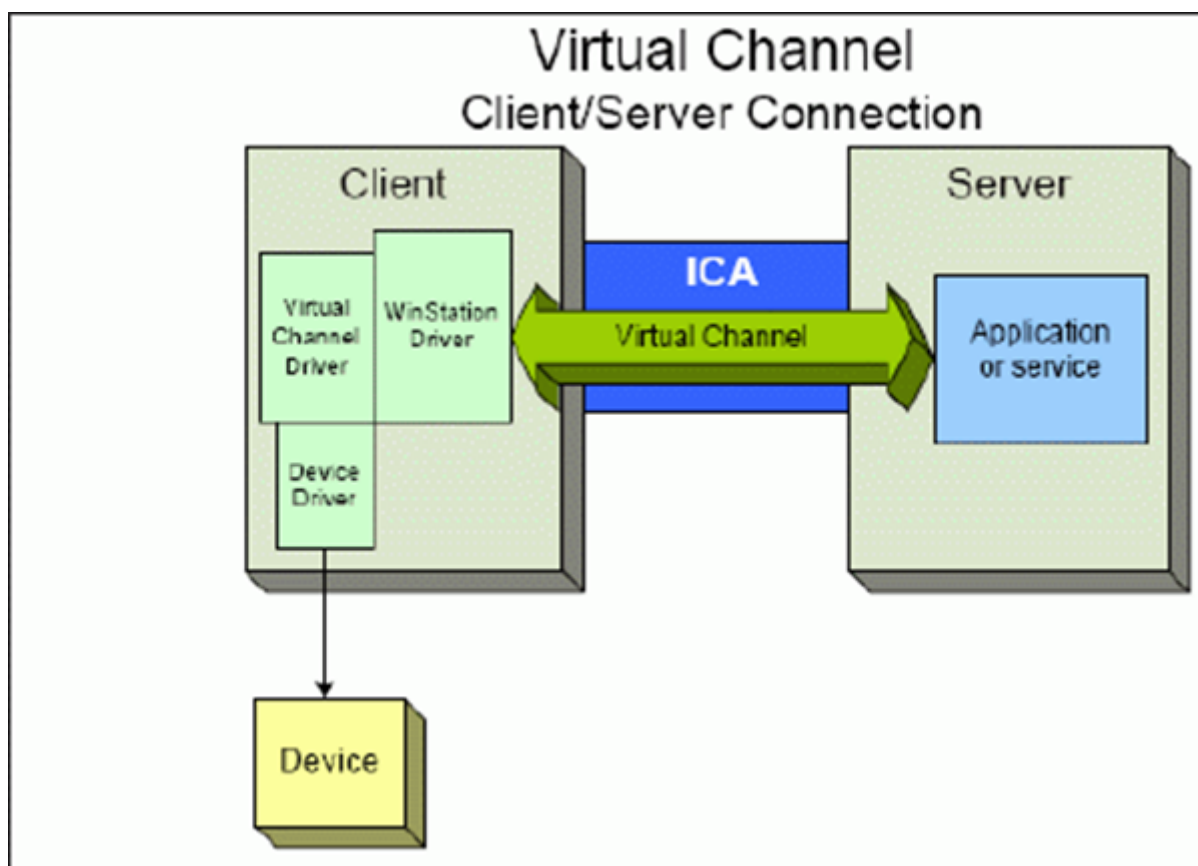 Virtual Channel
Client/Server Connection
Client
Server
ICA
Virtual
Channel
Driver
WinStation
Driver
Virtual Channel
Application
or service
Device
Driver
Device